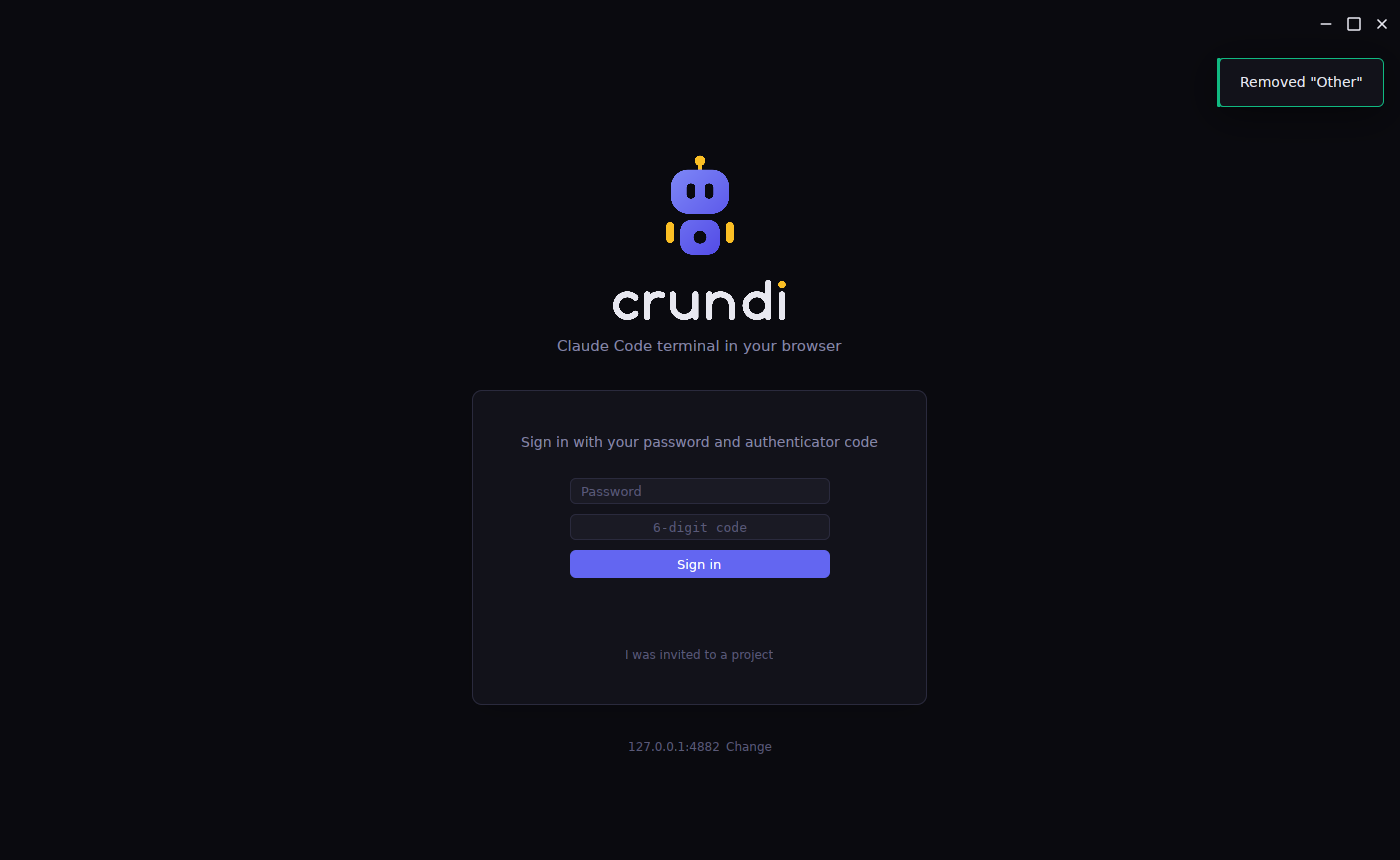 Removed "Other"
crundi
Claude Code terminal in your browser
Sign in with your password and authenticator code
Password
6-digit code
Sign in
I was invited to a project
127.0.0.1:4882 Change